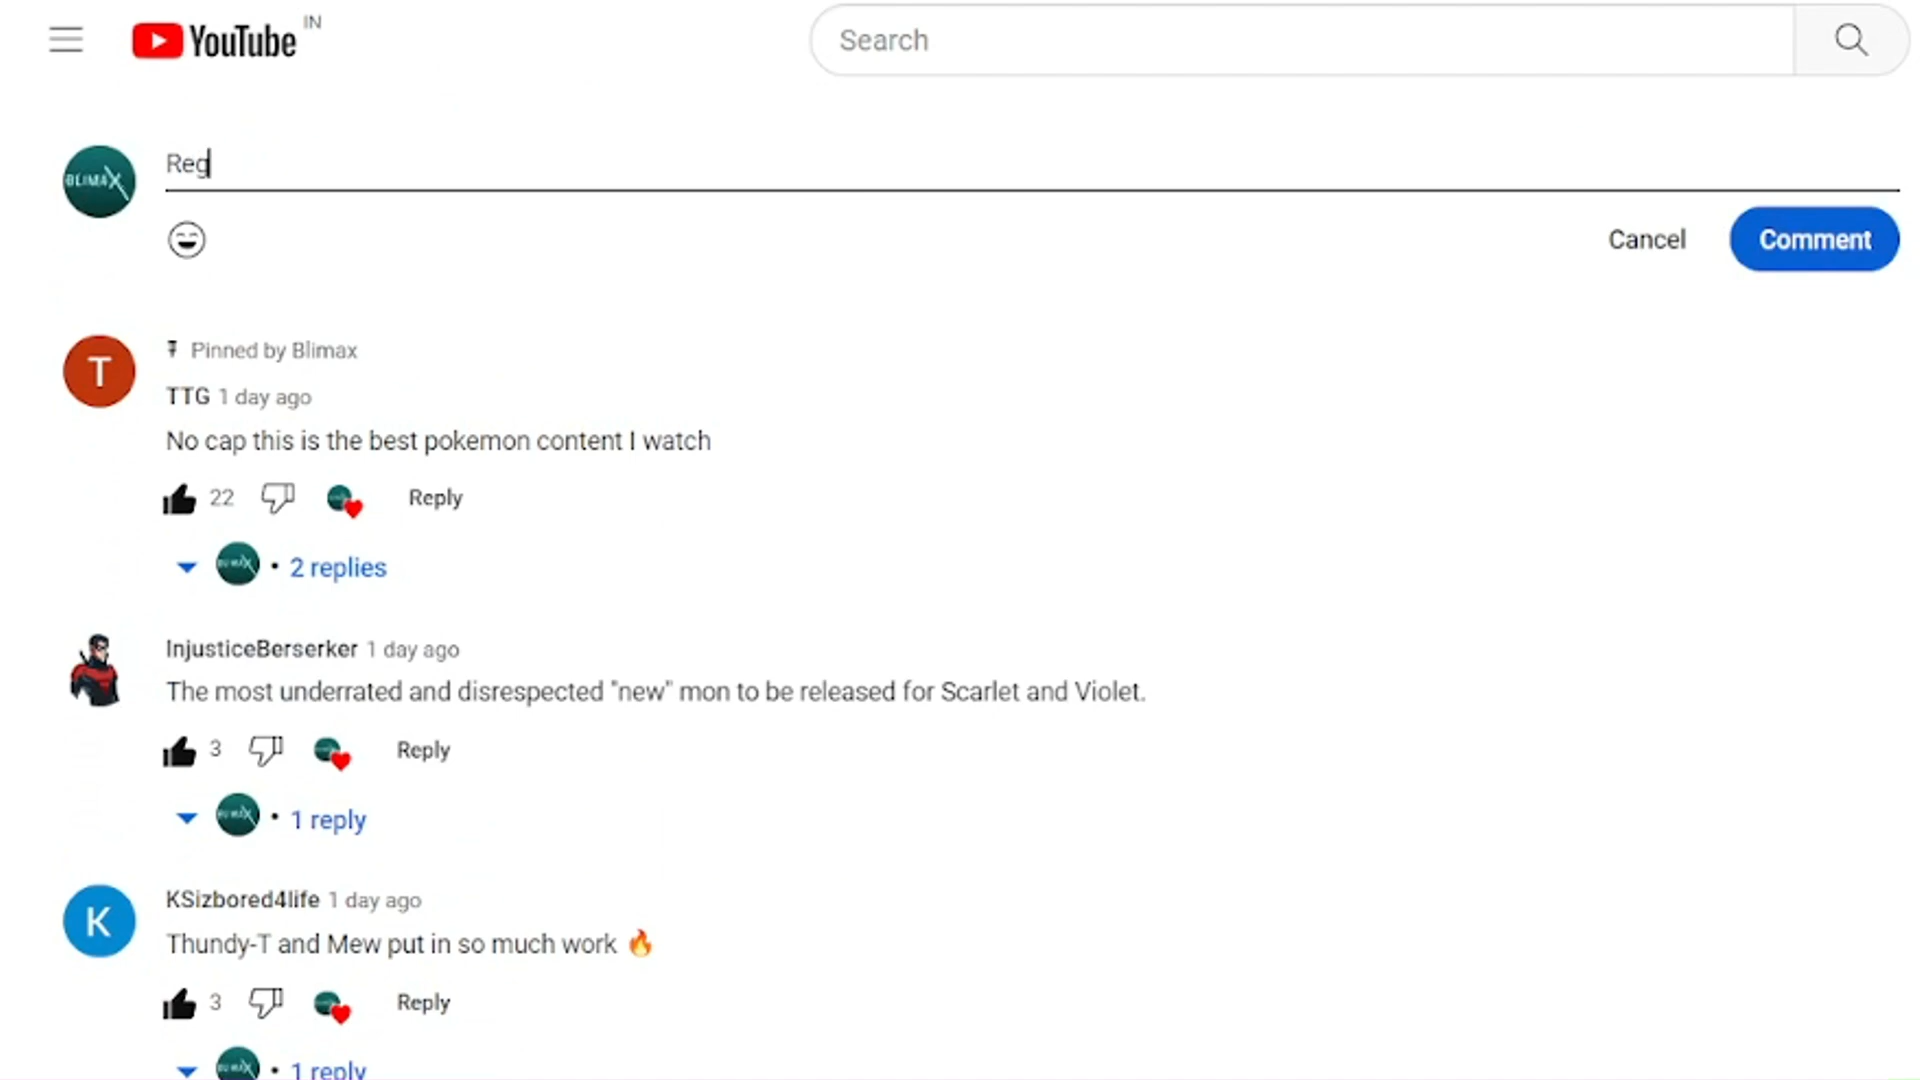 YouTube IN
Search
BLIMAX
Reg
Cancel
Comment
Pinned by Blimax
T
TTG 1 day ago
No cap this is the best pokemon content I watch
22
Reply
• 2 replies
InjusticeBerserker 1 day ago
The most underrated and disrespected "new" mon to be released for Scarlet and Violet.
3
Reply
• 1 reply
K
KSizbored4life 1 day ago
Thundy-T and Mew put in so much work 🔥
3
Reply
• 1 reply